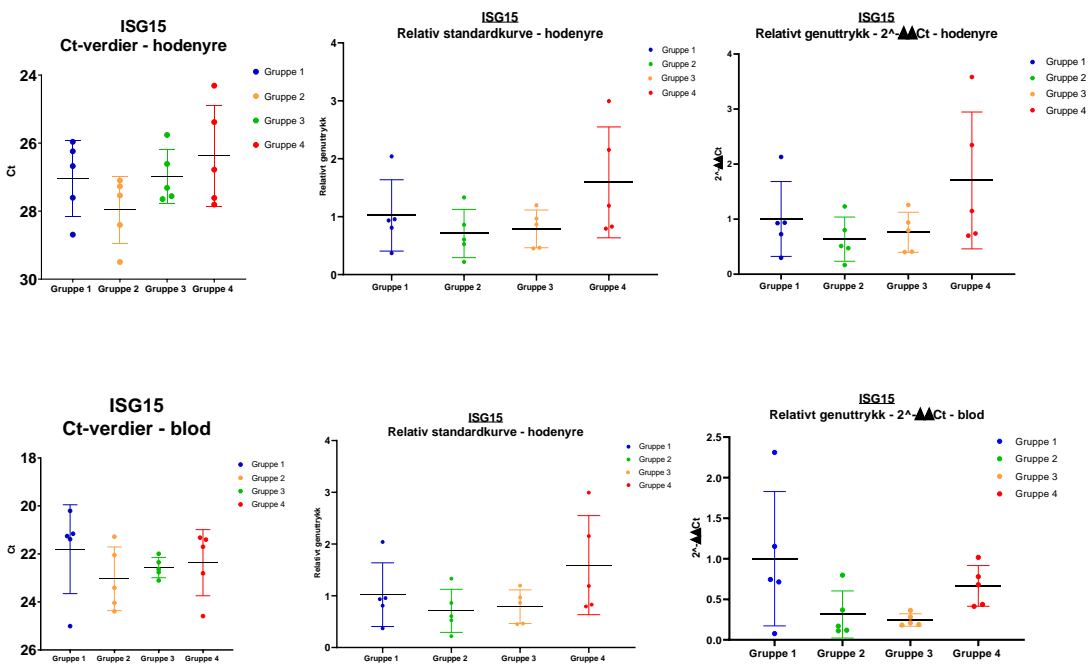 ISG15
Ct-verdier - hodenyre
Ct
24
26
28
30
Gruppe 1
Gruppe 2
Gruppe 3
Gruppe 4
Gruppe 1
Gruppe 2
Gruppe 3
Gruppe 4
ISG15
Relativ standardkurve - hodenyre
Relativt genuttrykk
4
3
2
1
0
Gruppe 1
Gruppe 2
Gruppe 3
Gruppe 4
Gruppe 1
Gruppe 2
Gruppe 3
Gruppe 4
ISG15
Relativt genuttrykk - 2^-▲▲Ct - hodenyre
2^-▲▲Ct
4
3
2
1
0
Gruppe 1
Gruppe 2
Gruppe 3
Gruppe 4
Gruppe 1
Gruppe 2
Gruppe 3
Gruppe 4
ISG15
Ct-verdier - blod
Ct
18
20
22
24
26
Gruppe 1
Gruppe 2
Gruppe 3
Gruppe 4
Gruppe 1
Gruppe 2
Gruppe 3
Gruppe 4
ISG15
Relativ standardkurve - hodenyre
Relativt genuttrykk
4
3
2
1
0
Gruppe 1
Gruppe 2
Gruppe 3
Gruppe 4
Gruppe 1
Gruppe 2
Gruppe 3
Gruppe 4
ISG15
Relativt genuttrykk - 2^-▲▲Ct - blod
2^-▲▲Ct
2.5
2.0
1.5
1.0
0.5
0.0
Gruppe 1
Gruppe 2
Gruppe 3
Gruppe 4
Gruppe 1
Gruppe 2
Gruppe 3
Gruppe 4